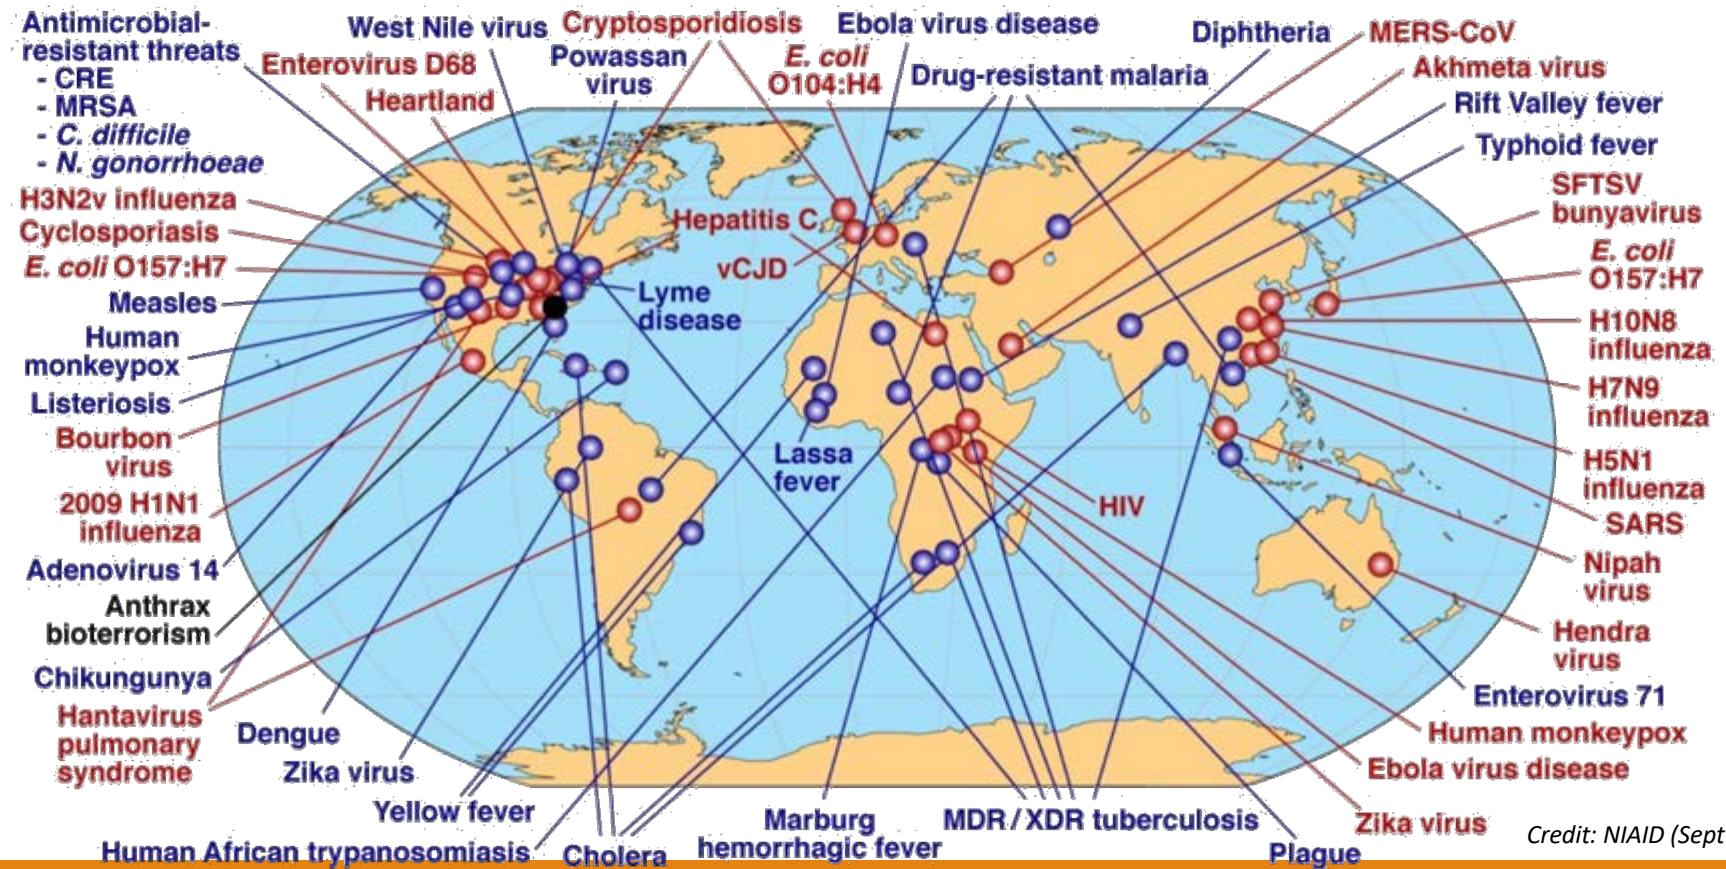 Antimicrobial-
resistant threats
- CRE
- MRSA
- C. difficile
- N. gonorrhoeae
West Nile virus
Cryptosporidiosis
Ebola virus disease
Diphtheria
MERS-CoV
Enterovirus D68
Powassan
virus
E. coli
O104:H4
Drug-resistant malaria
Akhmeta virus
Heartland
Rift Valley fever
Typhoid fever
H3N2v influenza
Cyclosporiasis
E. coli O157:H7
Measles
Human
monkeypox
Listeriosis
Bourbon
virus
2009 H1N1
influenza
Adenovirus 14
Anthrax
bioterrorism
Chikungunya
Hantavirus
pulmonary
syndrome
Hepatitis C
vCJD
Lyme
disease
Lassa
fever
HIV
SFTSV
bunyavirus
E. coli
O157:H7
H10N8
influenza
H7N9
influenza
H5N1
influenza
SARS
Nipah
virus
Hendra
virus
Enterovirus 71
Human monkeypox
Ebola virus disease
Zika virus
Dengue
Zika virus
Yellow fever
Human African trypanosomiasis
Cholera
Marburg
hemorrhagic fever
MDR/XDR tuberculosis
Plague
Credit: NIAID (Sept